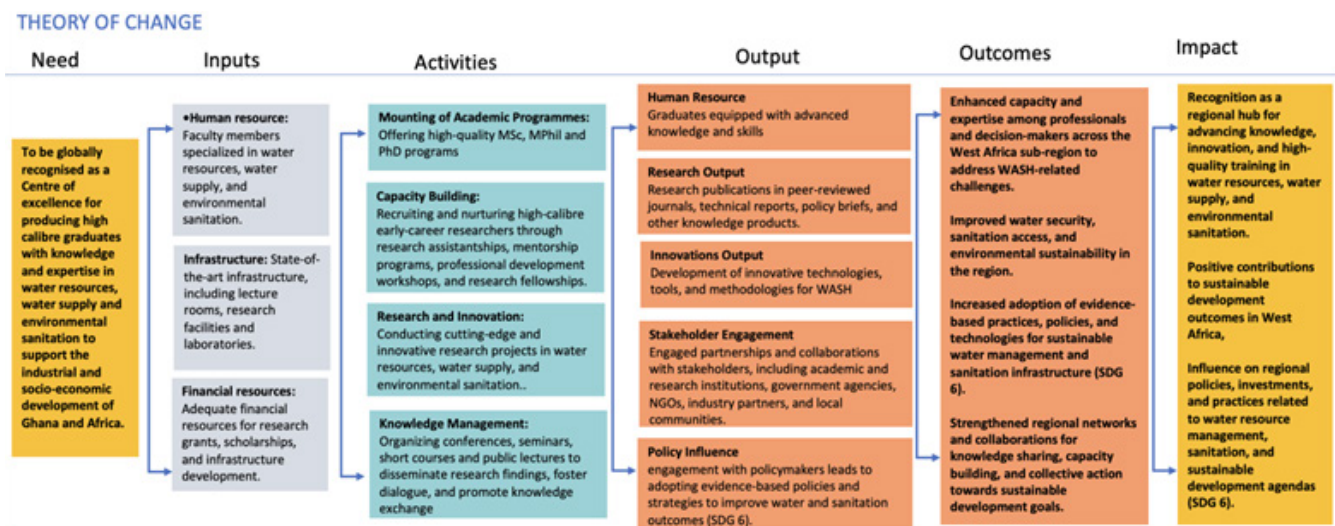 THEORY OF CHANGE
Need
Inputs
Activities
Output
Outcomes
Impact
To be globally
recognised as a
Centre of
excellence for
producing high
calibre graduates
with knowledge
and expertise in
water resources,
water supply and
environmental
sanitation to
support the
industrial and
socio-economic
development of
Ghana and Africa.
•Human resource:
Faculty members
specialized in water
resources, water
supply, and
environmental
sanitation.
Infrastructure: State-of-
the-art infrastructure,
including lecture
rooms, research
facilities and
laboratories.
Financial resources:
Adequate financial
resources for research
grants, scholarships,
and infrastructure
development.
Mounting of Academic Programmes:
Offering high-quality MSc, MPhil and
PhD programs
Capacity Building:
Recruiting and nurturing high-calibre
early-career researchers through
research assistantships, mentorship
programs, professional development
workshops, and research fellowships.
Research and Innovation:
Conducting cutting-edge and
innovative research projects in water
resources, water supply, and
environmental sanitation..
Knowledge Management:
Organizing conferences, seminars,
short courses and public lectures to
disseminate research findings, foster
dialogue, and promote knowledge
exchange
Human Resource
Graduates equipped with advanced
knowledge and skills
Research Output
Research publications in peer-reviewed
journals, technical reports, policy briefs, and
other knowledge products.
Innovations Output
Development of innovative technologies,
tools, and methodologies for WASH
Stakeholder Engagement
Engaged partnerships and collaborations
with stakeholders, including academic and
research institutions, government agencies,
NGOs, industry partners, and local
communities.
Policy Influence
engagement with policymakers leads to
adopting evidence-based policies and
strategies to improve water and sanitation
outcomes (SDG 6).
Enhanced capacity and
expertise among professionals
and decision-makers across the
West Africa sub-region to
address WASH-related
challenges.
Improved water security,
sanitation access, and
environmental sustainability in
the region.
Increased adoption of evidence-
based practices, policies, and
technologies for sustainable
water management and
sanitation infrastructure (SDG
6).
Strengthened regional networks
and collaborations for
knowledge sharing, capacity
building, and collective action
towards sustainable
development goals.
Recognition as a
regional hub for
advancing knowledge,
innovation, and high-
quality training in
water resources, water
supply, and
environmental
sanitation.
Positive contributions
to sustainable
development
outcomes in West
Africa,
Influence on regional
policies, investments,
and practices related
to water resource
management,
sanitation, and
sustainable
development agendas
(SDG 6).